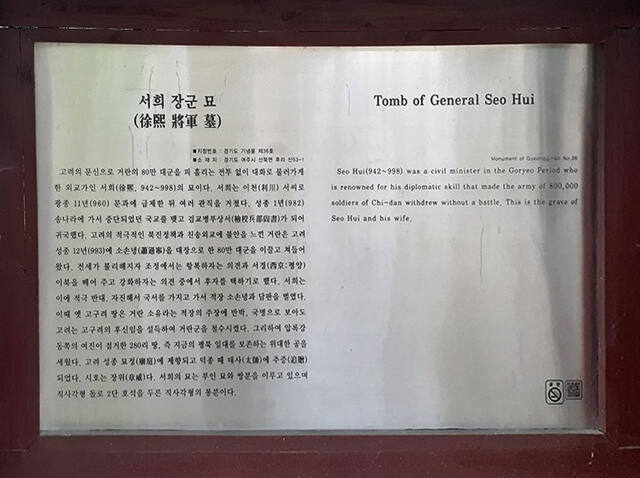 서희 장군 묘
(徐熙 將軍 墓)
■지정번호 : 경기도 기념물 제36호
■소 재 지 : 경기도 여주시 산북면 후리 산53-1
고려의 문신으로 거란의 80만 대군을 피 흘리는 전투 없이 대화로 물러가게
한 외교가인 서희(徐熙, 942~998)의 묘이다. 서희는 이천(利川) 서씨로
광종 11년(960) 문과에 급제한 뒤 여러 관직을 거쳤다. 성종 1년(982)
송나라에 가서 중단되었던 국교를 맺고 검교병부상서(檢校兵部尙書)가 되어
귀국했다. 고려의 적극적인 북진정책과 친송외교에 불안을 느낀 거란은 고려
성종 12년(993)에 소손녕(蕭遜寧)을 대장으로 한 80만 대군을 이끌고 쳐들어
왔다. 전세가 불리해지자 조정에서는 항복하자는 의견과 서경(西京:평양)
이북을 떼어 주고 강화하자는 의견 중에서 후자를 택하기로 했다. 서희는
이에 적극 반대, 자진해서 국서를 가지고 가서 적장 소손녕과 담판을 벌였다.
이때 옛 고구려 땅은 거란 소유라는 적장의 주장에 반박, 국명으로 보아도
고려는 고구려의 후신임을 설득하여 거란군을 철수시켰다. 그리하여 압록강
동쪽의 여진이 점거한 280리 땅, 즉 지금의 평북 일대를 보존하는 위대한 공을
세웠다. 고려 성종 묘정(廟庭)에 제향되고 덕종 때 태사(太師)에 추증(追贈)
되었다. 시호는 장위(章威)다. 서희의 묘는 부인 묘와 쌍분을 이루고 있으며
직사각형 돌로 2단 호석을 두른 직사각형의 봉분이다.
Tomb of General Seo Hui
Monument of Gyeonggi-do No.36
Seo Hui(942~998) was a civil minister in the Goryeo Period who
is renowned for his diplomatic skill that made the army of 800,000
soldiers of Chi-dan withdrew without a battle. This is the grave of
Seo Hui and his wife.